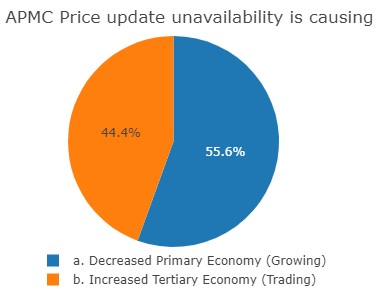 APMC Price update unavailability is causing
44.4%
55.6%
a. Decreased Primary Economy (Growing)
b. Increased Tertiary Economy (Trading)